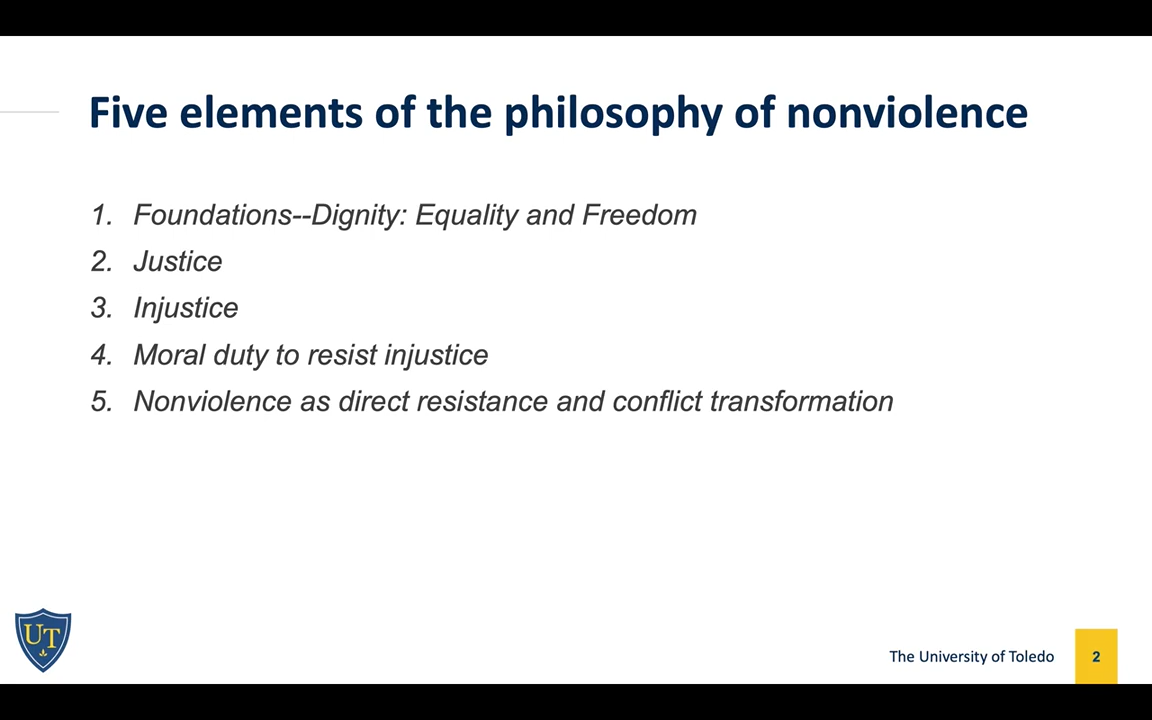 Five elements of the philosophy of nonviolence
1. Foundations--Dignity: Equality and Freedom
2. Justice
3. Injustice
4. Moral duty to resist injustice
5. Nonviolence as direct resistance and conflict transformation
UT
The University of Toledo 2